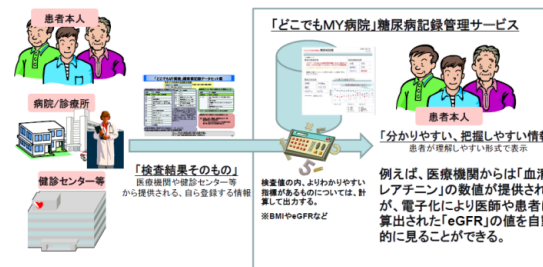 患者本人
病院/診療所
健診センター等
「検査結果そのもの」
医療機関や健診センター等
から提供される、自ら登録する情報
「どこでもMY病院」糖尿病記録管理サービス
検査値の内、よりわかりやすい
指標があるものについては、計
算して出力する。
※BMIやeGFRなど
患者本人
「分かりやすい、把握しやすい情報
患者が理解しやすい形式で表示
例えば、医療機関からは「血清
レアチニン」の数値が提供され
が、電子化により医師や患者は
算出された「eGFR」の値を自動
的に見ることができる。